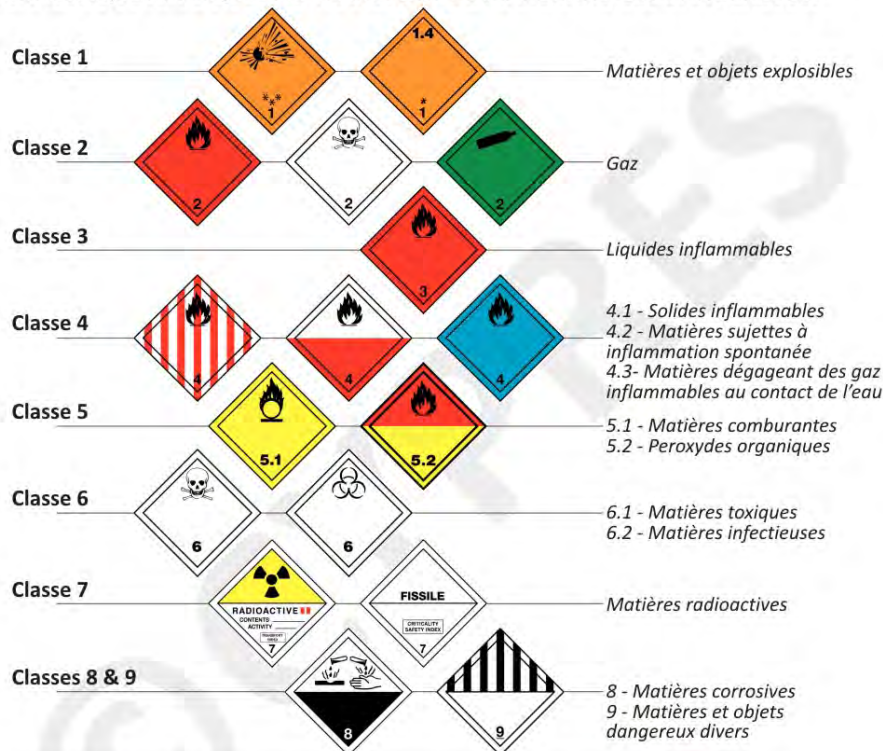 Classe 1
1
1.4
1
Matières et objets explosibles
Classe 2
2
2
2
Gaz
Classe 3
3
Liquides inflammables
Classe 4
4
4
4
4.1 - Solides inflammables
4.2 - Matières sujettes à
inflammation spontanée
4.3- Matières dégageant des gaz
inflammables au contact de l'eau
Classe 5
5.1
5.2
5.1 - Matières comburantes
5.2 - Peroxydes organiques
Classe 6
6
6
6.1 - Matières toxiques
6.2 - Matières infectieuses
Classe 7
RADIOACTIVE II
CONTENTS
ACTIVITY
TRANSPORT
INDEX
7
FISSILE
CRITICALITY
SAFETY INDEX
7
Matières radioactives
Classes 8 & 9
8
9
8 - Matières corrosives
9 - Matières et objets
dangereux divers